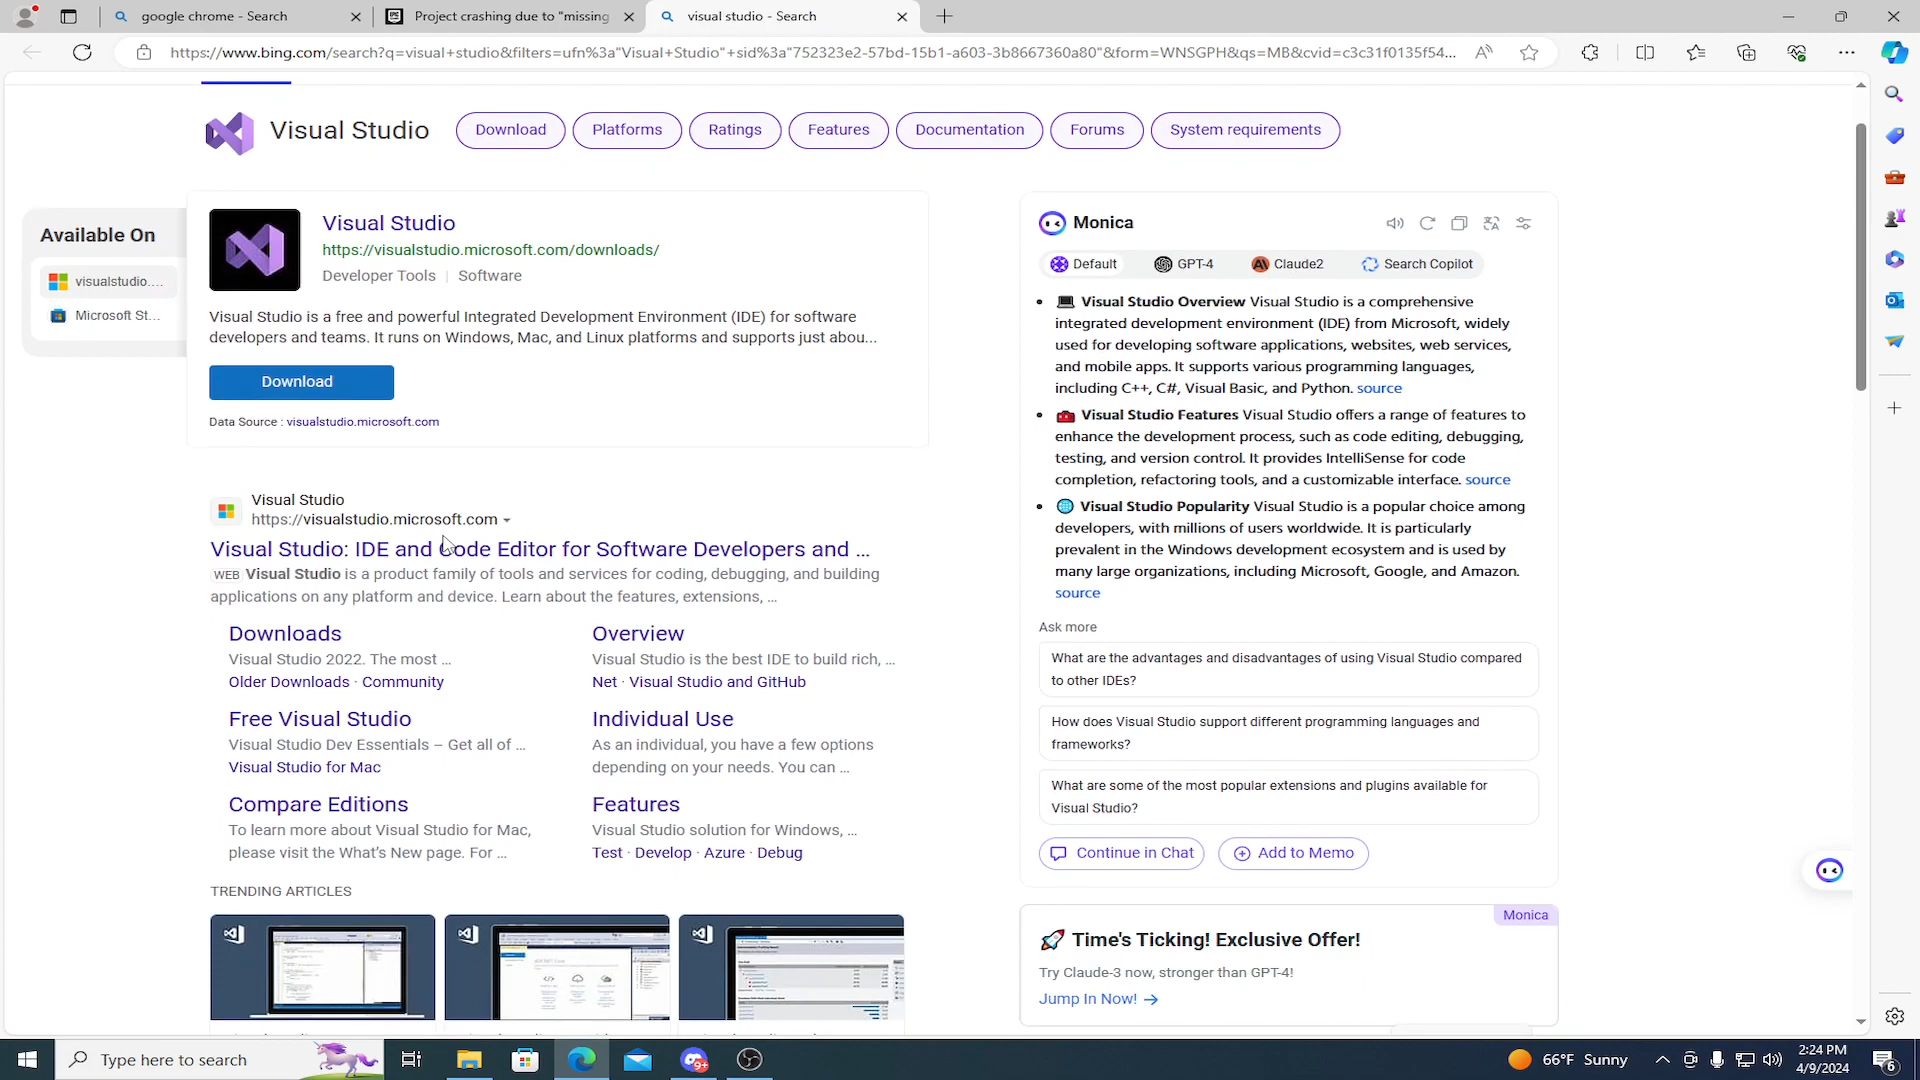 google chrome - Search
Project crashing due to "missing
visual studio - Search
https://www.bing.com/search?q=visual+studio&filters=ufn%3a"Visual+Studio"+sid%3a"752323e2-57bd-15b1-a603-3b8667360a80"&form=WNSGPH&qs=MB&cvid=c3c31f0135f54...
Visual Studio
Download
Platforms
Ratings
Features
Documentation
Forums
System requirements
Available On
visualstudio....
Microsoft St...
Visual Studio
https://visualstudio.microsoft.com/downloads/
Developer Tools | Software
Visual Studio is a free and powerful Integrated Development Environment (IDE) for software
developers and teams. It runs on Windows, Mac, and Linux platforms and supports just abou...
Download
Data Source : visualstudio.microsoft.com
Visual Studio
https://visualstudio.microsoft.com
Visual Studio: IDE and Code Editor for Software Developers and ...
WEB Visual Studio is a product family of tools and services for coding, debugging, and building
applications on any platform and device. Learn about the features, extensions, ...
Downloads
Visual Studio 2022. The most ...
Older Downloads · Community
Overview
Visual Studio is the best IDE to build rich, ...
Net · Visual Studio and GitHub
Free Visual Studio
Visual Studio Dev Essentials – Get all of ...
Visual Studio for Mac
Individual Use
As an individual, you have a few options
depending on your needs. You can ...
Compare Editions
To learn more about Visual Studio for Mac,
please visit the What's New page. For ...
Features
Visual Studio solution for Windows, ...
Test · Develop · Azure · Debug
TRENDING ARTICLES
Monica
Default
GPT-4
Claude2
Search Copilot
Visual Studio Overview Visual Studio is a comprehensive
integrated development environment (IDE) from Microsoft, widely
used for developing software applications, websites, web services,
and mobile apps. It supports various programming languages,
including C++, C#, Visual Basic, and Python. source
Visual Studio Features Visual Studio offers a range of features to
enhance the development process, such as code editing, debugging,
testing, and version control. It provides IntelliSense for code
completion, refactoring tools, and a customizable interface. source
Visual Studio Popularity Visual Studio is a popular choice among
developers, with millions of users worldwide. It is particularly
prevalent in the Windows development ecosystem and is used by
many large organizations, including Microsoft, Google, and Amazon.
source
Ask more
What are the advantages and disadvantages of using Visual Studio compared
to other IDEs?
How does Visual Studio support different programming languages and
frameworks?
What are some of the most popular extensions and plugins available for
Visual Studio?
Continue in Chat
Add to Memo
Monica
Time's Ticking! Exclusive Offer!
Try Claude-3 now, stronger than GPT-4!
Jump In Now! →
Type here to search
66°F Sunny
2:24 PM
4/9/2024
6